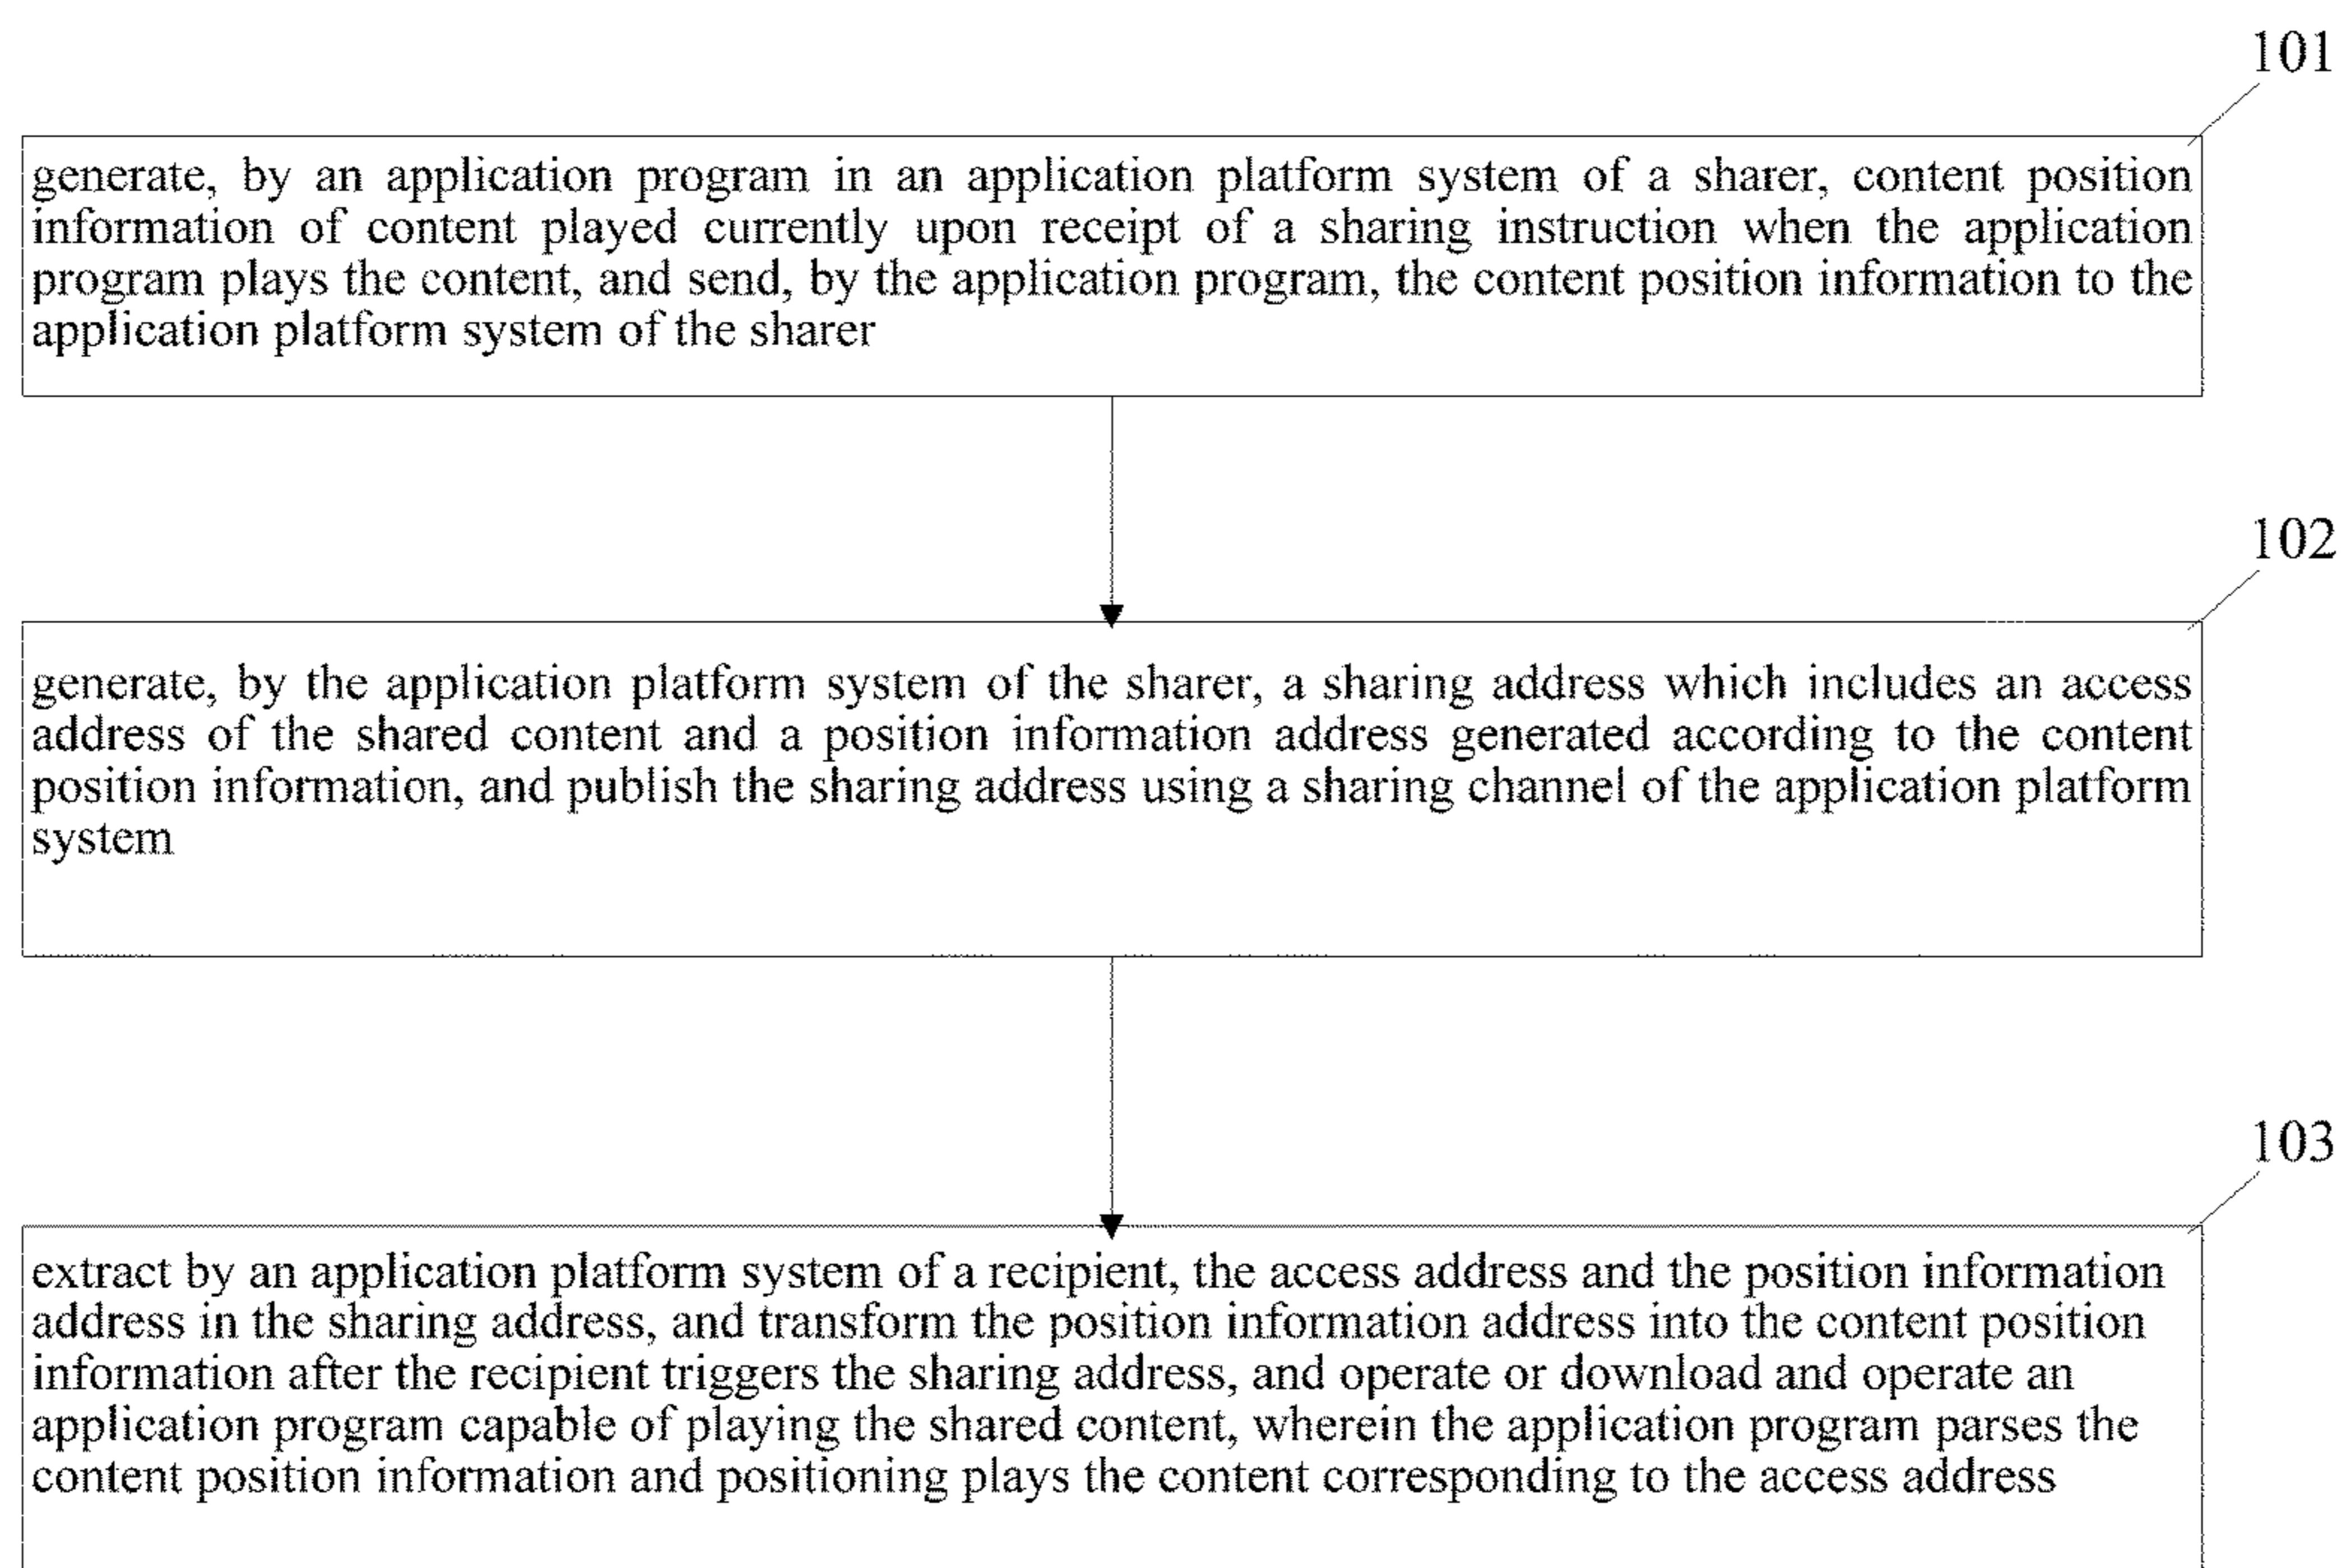 101
generate, by an application program in an application platform system of a sharer, content position
information of content played currently upon receipt of a sharing instruction when the application
program plays the content, and send, by the application program, the content position information to the
application platform system of the sharer
102
generate, by the application platform system of the sharer, a sharing address which includes an access
address of the shared content and a position information address generated according to the content
position information, and publish the sharing address using a sharing channel of the application platform
system
103
extract by an application platform system of a recipient, the access address and the position information
address in the sharing address, and transform the position information address into the content position
information after the recipient triggers the sharing address, and operate or download and operate an
application program capable of playing the shared content, wherein the application program parses the
content position information and positioning plays the content corresponding to the access address